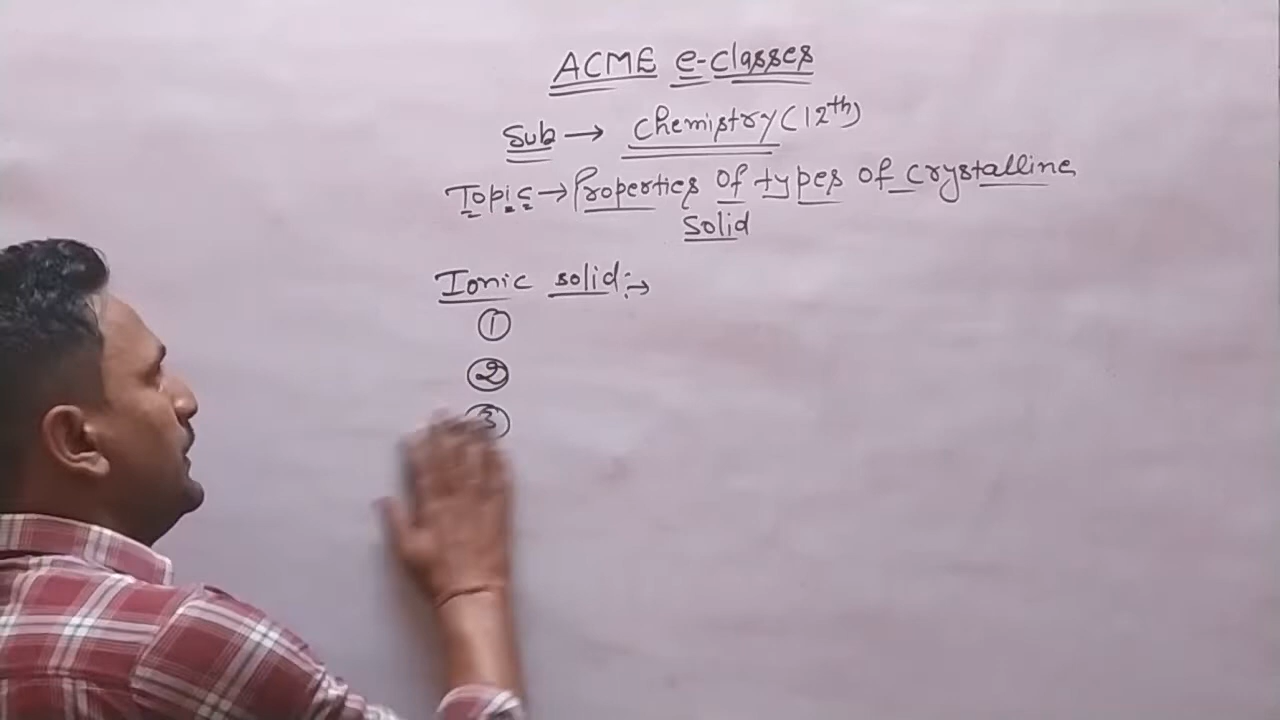 ACME e-classes
Sub → Chemistry (12th)
Topic → Properties of types of crystalline
Solid
Ionic solid :→
①
②
③